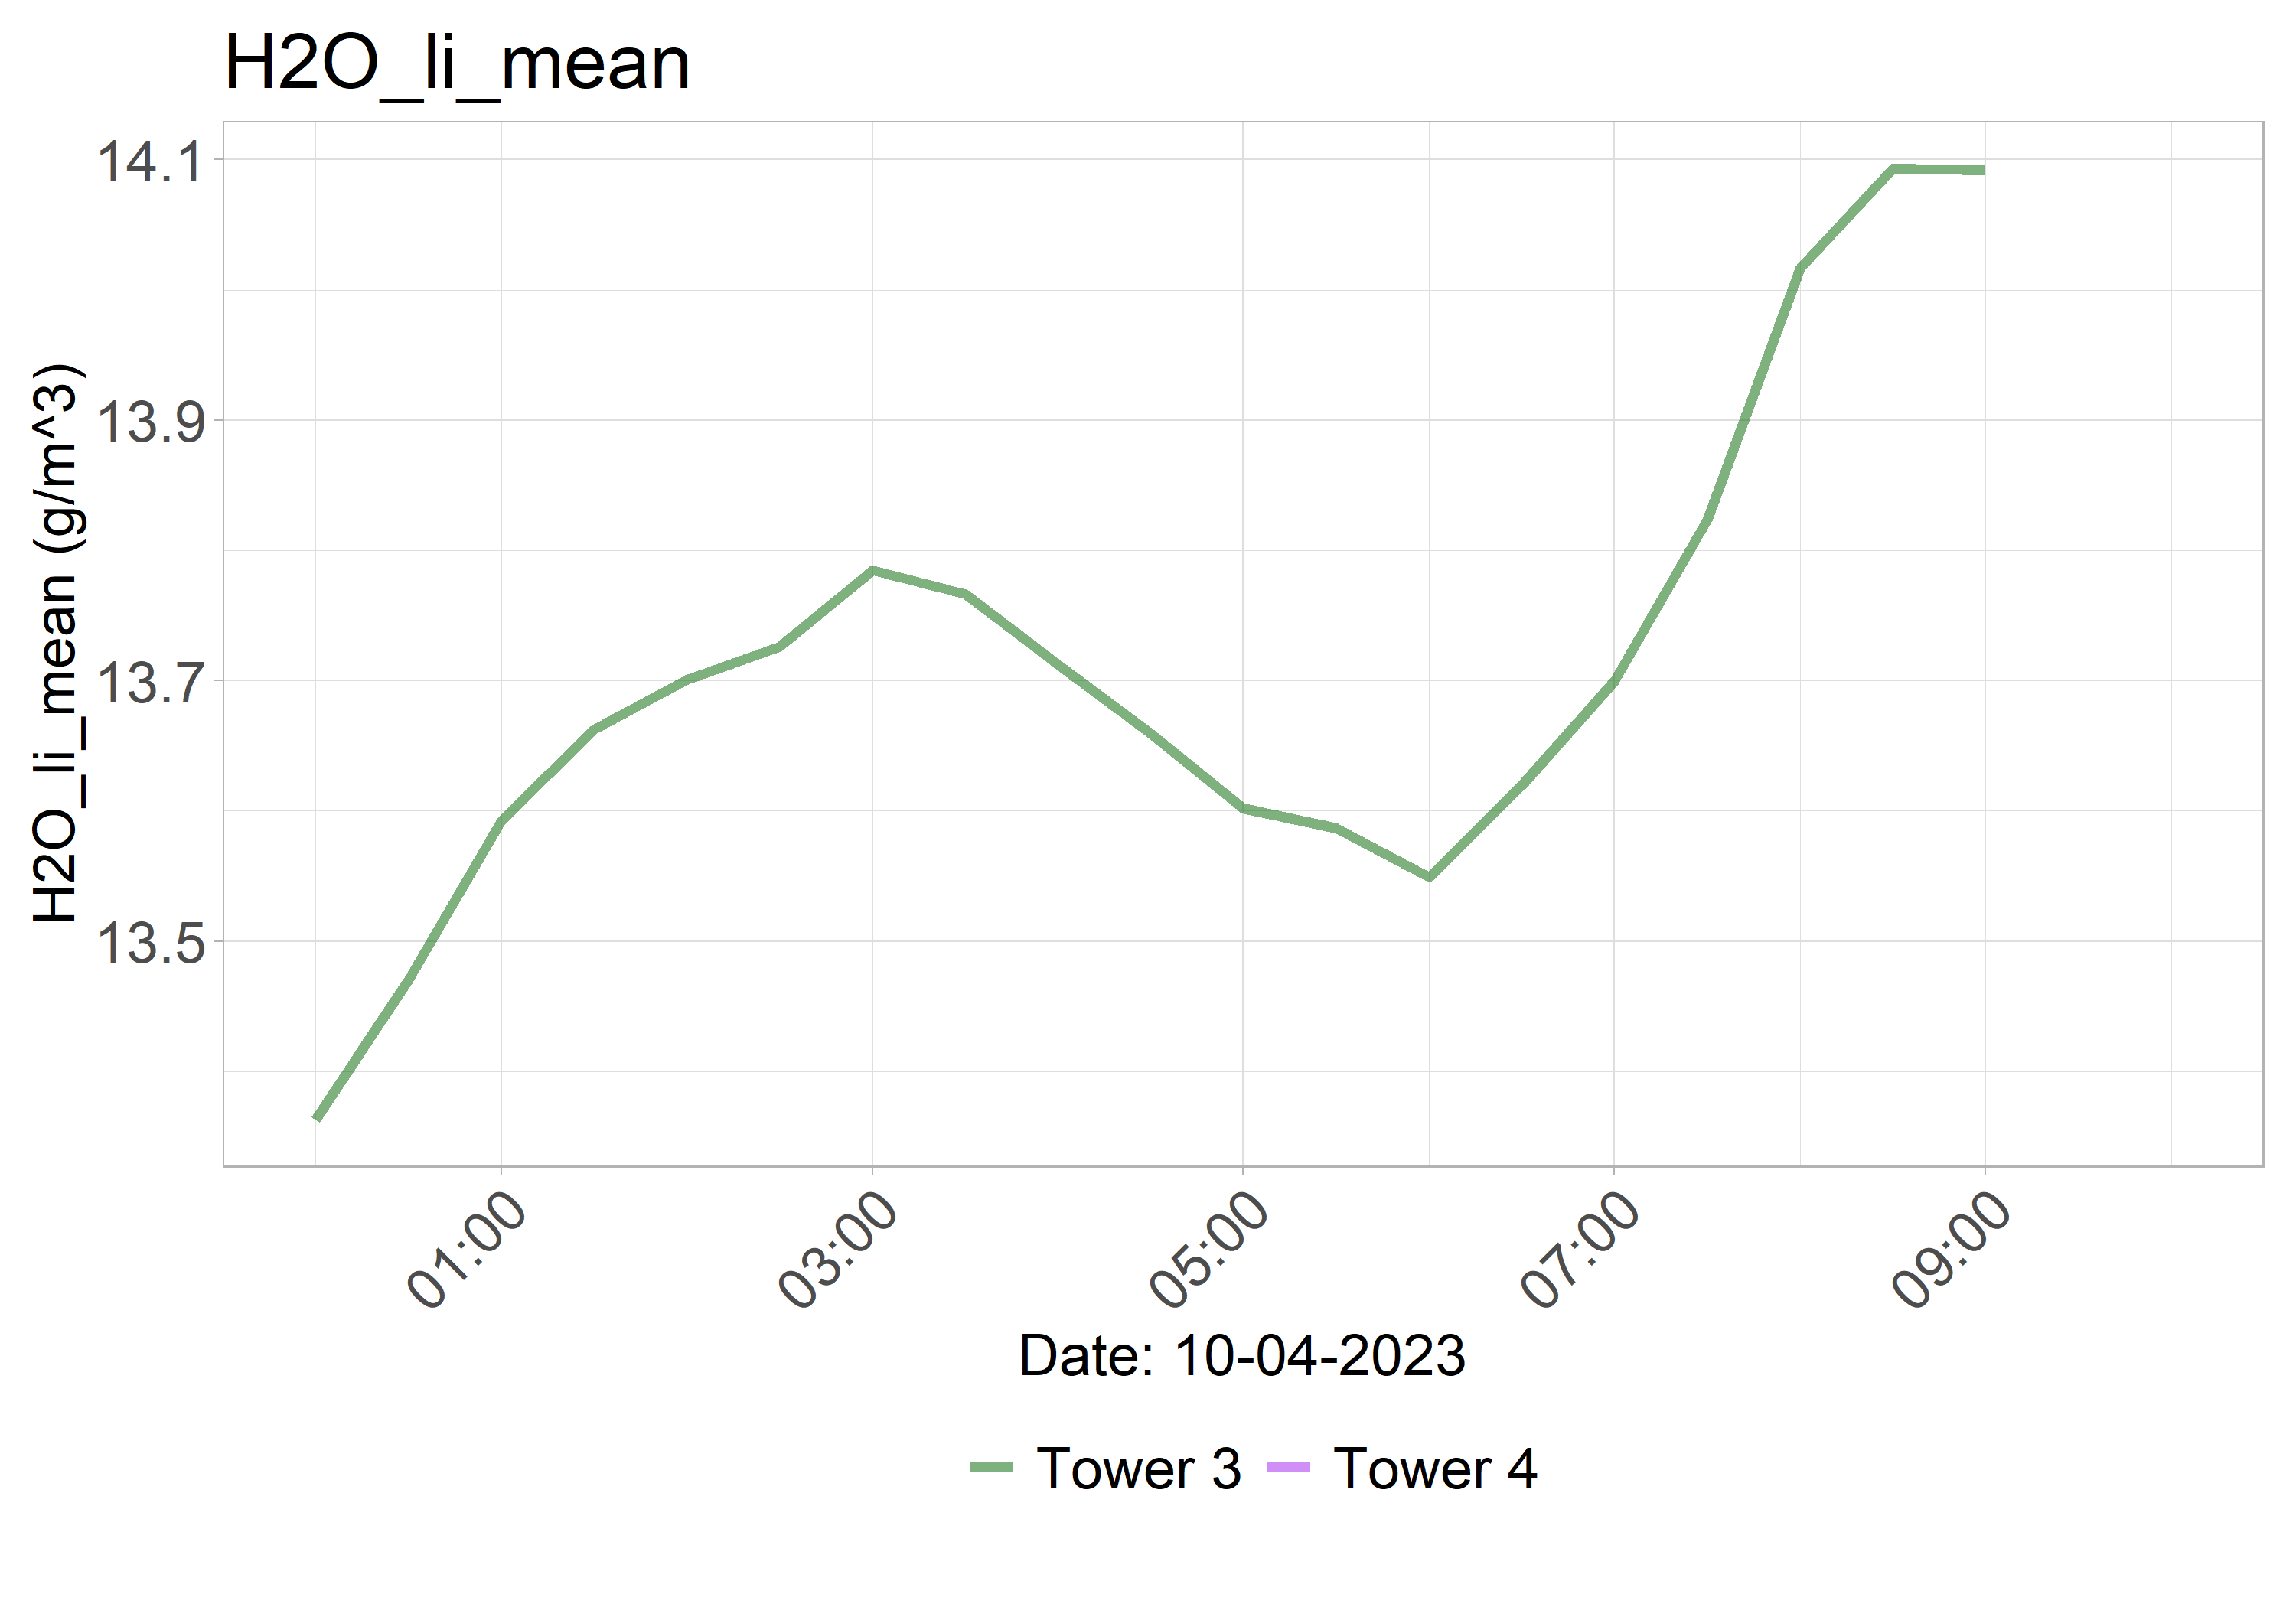 H2O_li_mean
H2O_li_mean (g/m^3)
14.1
13.9
13.7
13.5
01:00 03:00 05:00 07:00 09:00
Date: 10-04-2023
Tower 3 Tower 4